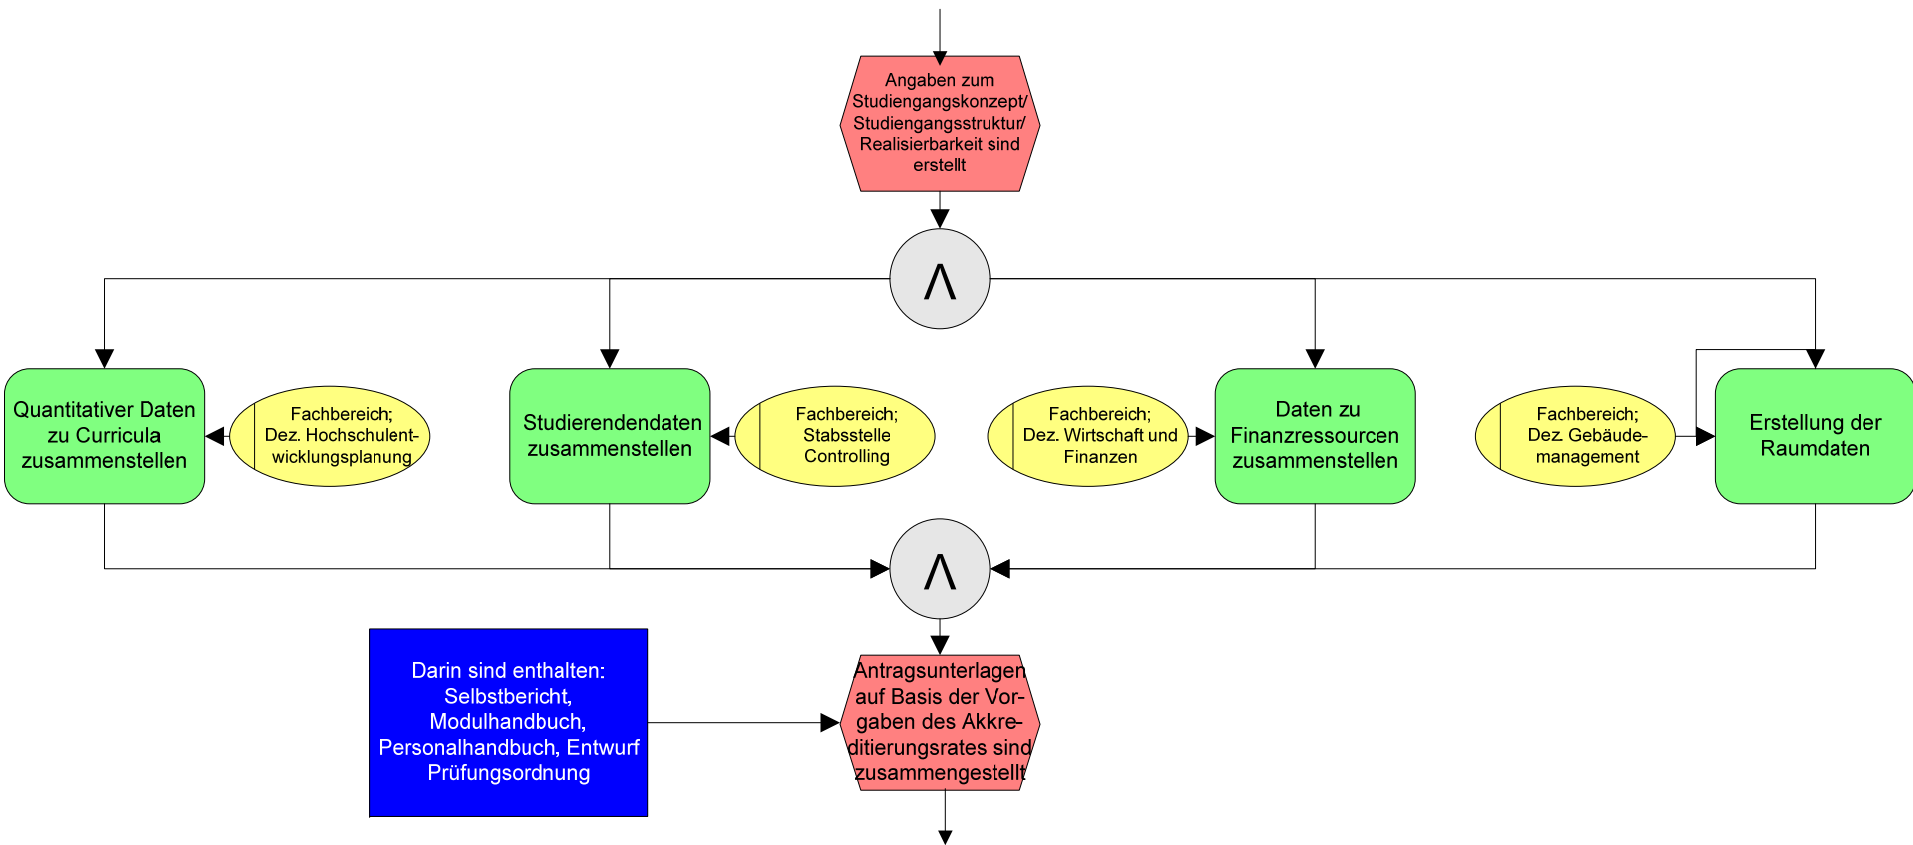 Angaben zum
Studiengangskonzept/
Studiengangsstruktur/
Realisierbarkeit sind
erstellt
Λ
Quantitativer Daten
zu Curricula
zusammenstellen
Fachbereich;
Dez. Hochschulent-
wicklungsplanung
Studierendendaten
zusammenstellen
Fachbereich;
Stabsstelle
Controlling
Fachbereich;
Dez. Wirtschaft und
Finanzen
Daten zu
Finanzressourcen
zusammenstellen
Fachbereich;
Dez. Gebäude-
management
Erstellung der
Raumdaten
Λ
Darin sind enthalten:
Selbstbericht,
Modulhandbuch,
Personalhandbuch, Entwurf
Prüfungsordnung
Antragsunterlagen
auf Basis der Vor-
gaben des Akkre-
ditierungsrates sind
zusammengestellt